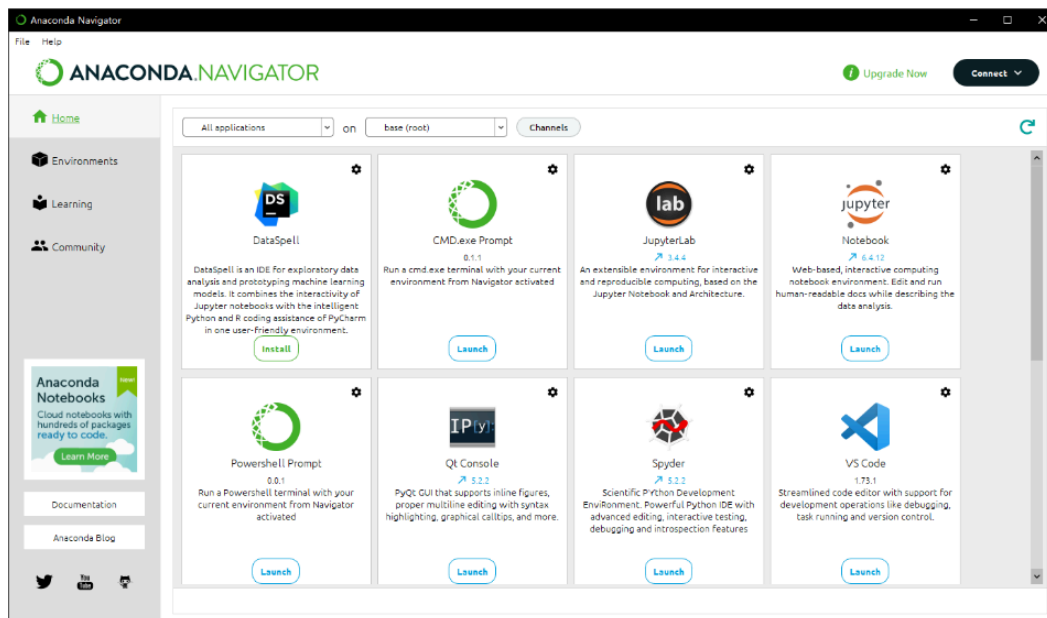 Anaconda Navigator
File Help
ANACONDA.NAVIGATOR
Upgrade Now
Connect
Home
Environments
Learning
Community
Anaconda Notebooks
New!
Cloud notebooks with
hundreds of packages
ready to code.
Learn More
Documentation
Anaconda Blog
You
Tube
All applications on base (root) Channels
DS
DataSpell
DataSpell is an IDE for exploratory data
analysis and prototyping machine learning
models. It combines the interactivity of
Jupyter notebooks with the intelligent
Python and R coding assistance of PyCharm
in one user-friendly environment.
Install
CMD.exe Prompt
0.1.1
Run a cmd.exe terminal with your current
environment from Navigator activated
Launch
lab
JupyterLab
3.4.4
An extensible environment for interactive
and reproducible computing, based on the
Jupyter Notebook and Architecture.
Launch
jupyter
Notebook
6.4.12
Web-based, interactive computing
notebook environment. Edit and run
human-readable docs while describing the
data analysis.
Launch
Powershell Prompt
0.0.1
Run a Powershell terminal with your
current environment from Navigator
activated
Launch
IP[y]:
Qt Console
5.2.2
PyQt GUI that supports inline figures,
proper multiline editing with syntax
highlighting, graphical calltips, and more.
Launch
Spyder
5.2.2
Scientific PYthon Development
EnviRonment. Powerful Python IDE with
advanced editing, interactive testing,
debugging and introspection features
Launch
VS Code
1.73.1
Streamlined code editor with support for
development operations like debugging,
task running and version control.
Launch